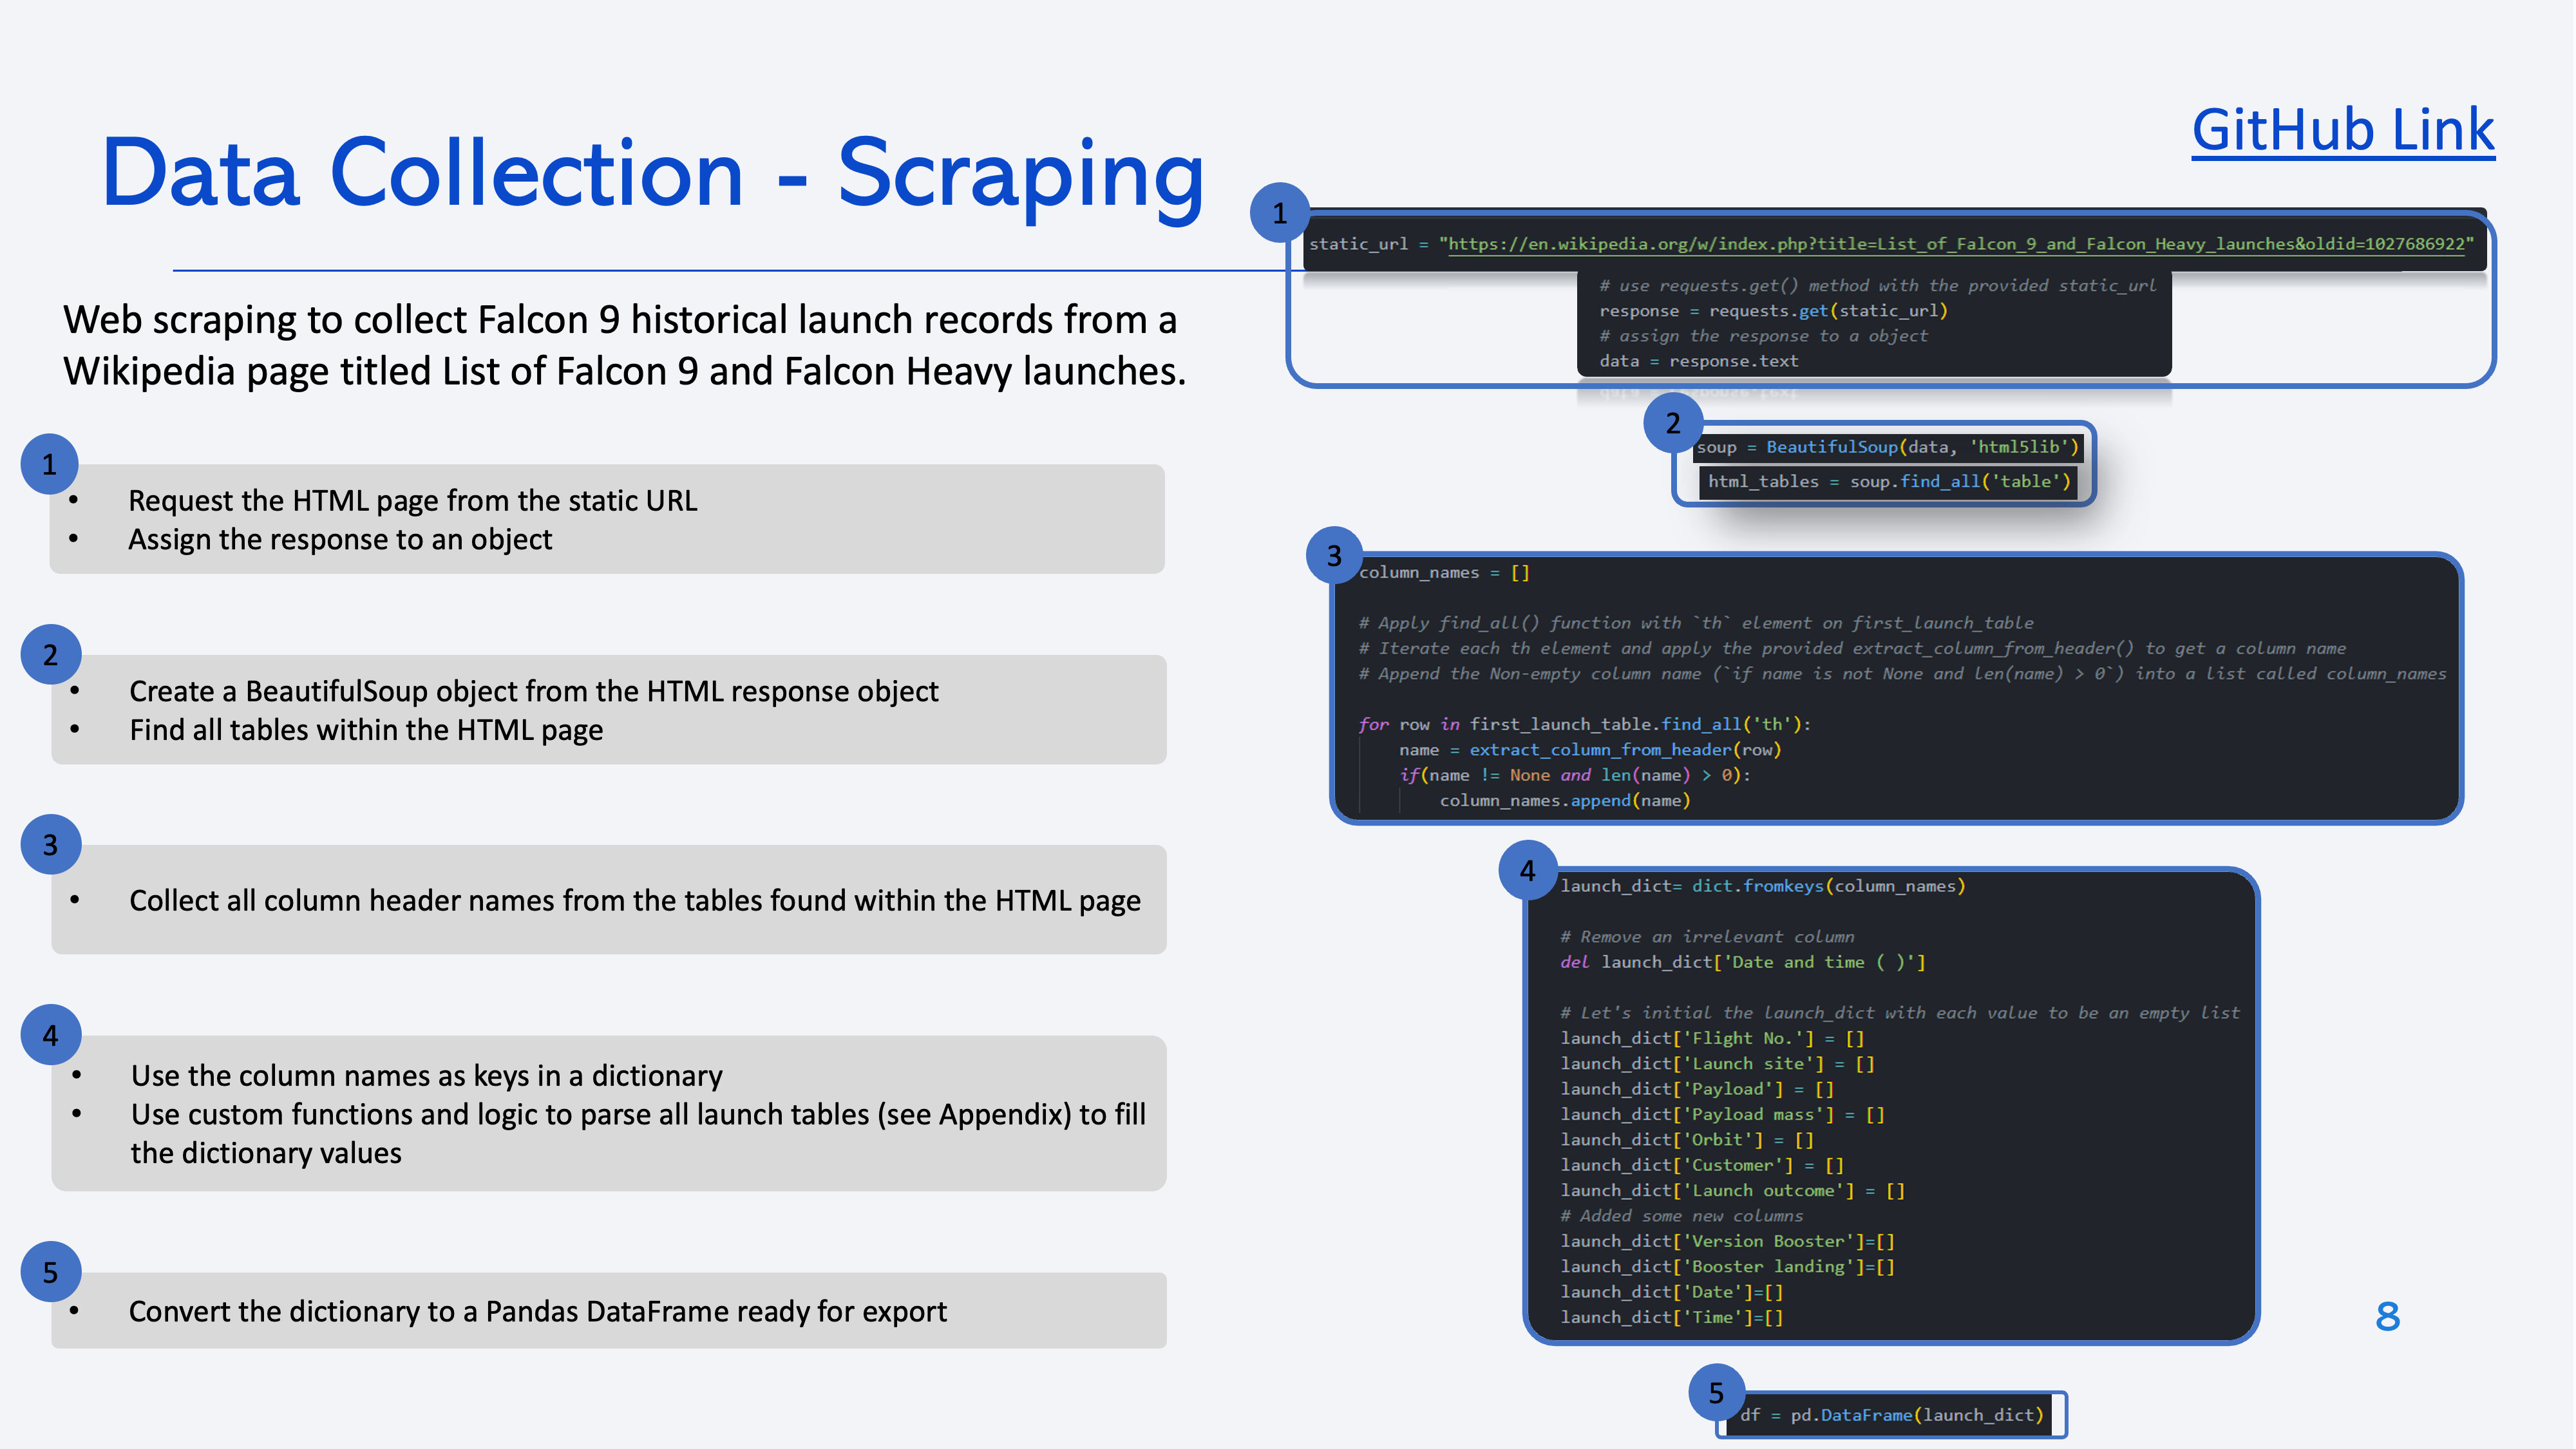 Data Collection - Scraping
GitHub Link
Web scraping to collect Falcon 9 historical launch records from a
Wikipedia page titled List of Falcon 9 and Falcon Heavy launches.
1
• Request the HTML page from the static URL
• Assign the response to an object
2
• Create a BeautifulSoup object from the HTML response object
• Find all tables within the HTML page
3
• Collect all column header names from the tables found within the HTML page
4
• Use the column names as keys in a dictionary
• Use custom functions and logic to parse all launch tables (see Appendix) to fill
the dictionary values
5
• Convert the dictionary to a Pandas DataFrame ready for export
1
static_url = "https://en.wikipedia.org/w/index.php?title=List_of_Falcon_9_and_Falcon_Heavy_launches&oldid=1027686922"
# use requests.get() method with the provided static_url
response = requests.get(static_url)
# assign the response to a object
data = response.text
2
soup = BeautifulSoup(data, 'html5lib')
html_tables = soup.find_all('table')
3
column_names = []
# Apply find_all() function with `th` element on first_launch_table
# Iterate each th element and apply the provided extract_column_from_header() to get a column name
# Append the Non-empty column name (`if name is not None and len(name) > 0`) into a list called column_names
for row in first_launch_table.find_all('th'):
    name = extract_column_from_header(row)
    if(name != None and len(name) > 0):
        column_names.append(name)
4
launch_dict= dict.fromkeys(column_names)
# Remove an irrelevant column
del launch_dict['Date and time ( )']
# Let's initial the launch_dict with each value to be an empty list
launch_dict['Flight No.'] = []
launch_dict['Launch site'] = []
launch_dict['Payload'] = []
launch_dict['Payload mass'] = []
launch_dict['Orbit'] = []
launch_dict['Customer'] = []
launch_dict['Launch outcome'] = []
# Added some new columns
launch_dict['Version Booster']=[]
launch_dict['Booster landing']=[]
launch_dict['Date']=[]
launch_dict['Time']=[]
5
df = pd.DataFrame(launch_dict)
8